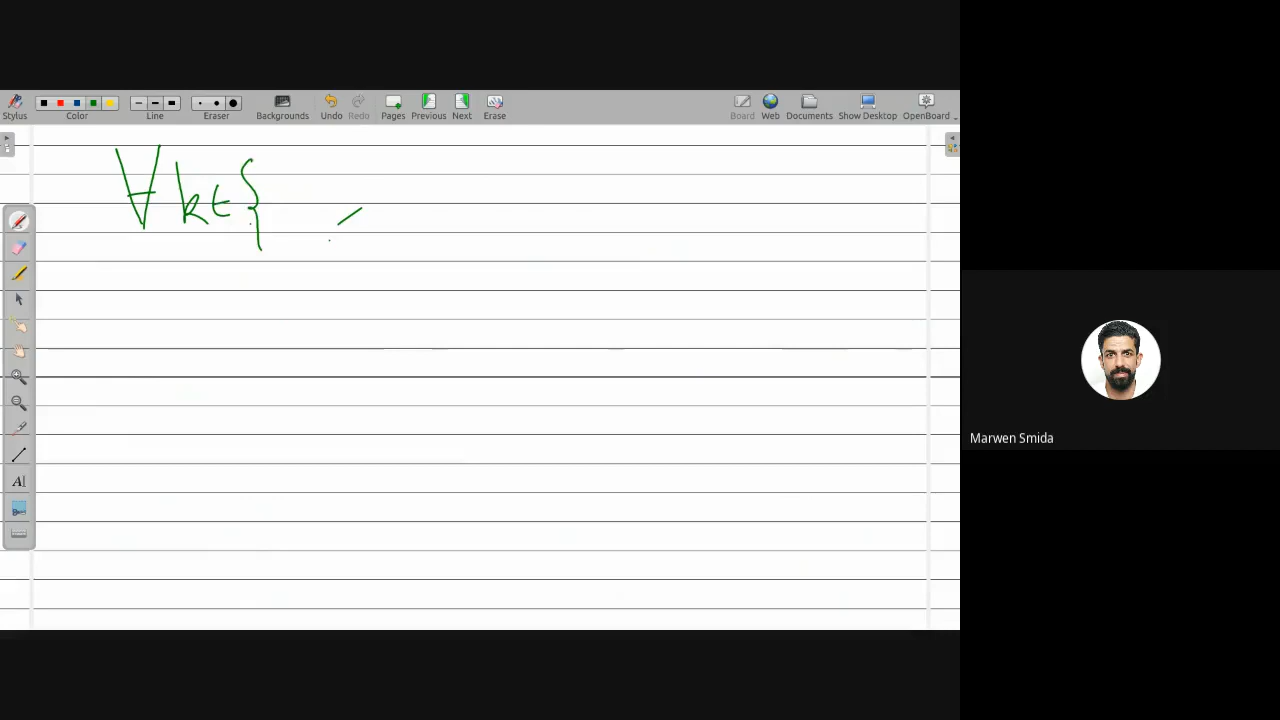 Stylus Color Line Eraser Backgrounds Undo Redo Pages Previous Next Erase Board Web Documents Show Desktop OpenBoard
∀ k ∈ {
Marwen Smida